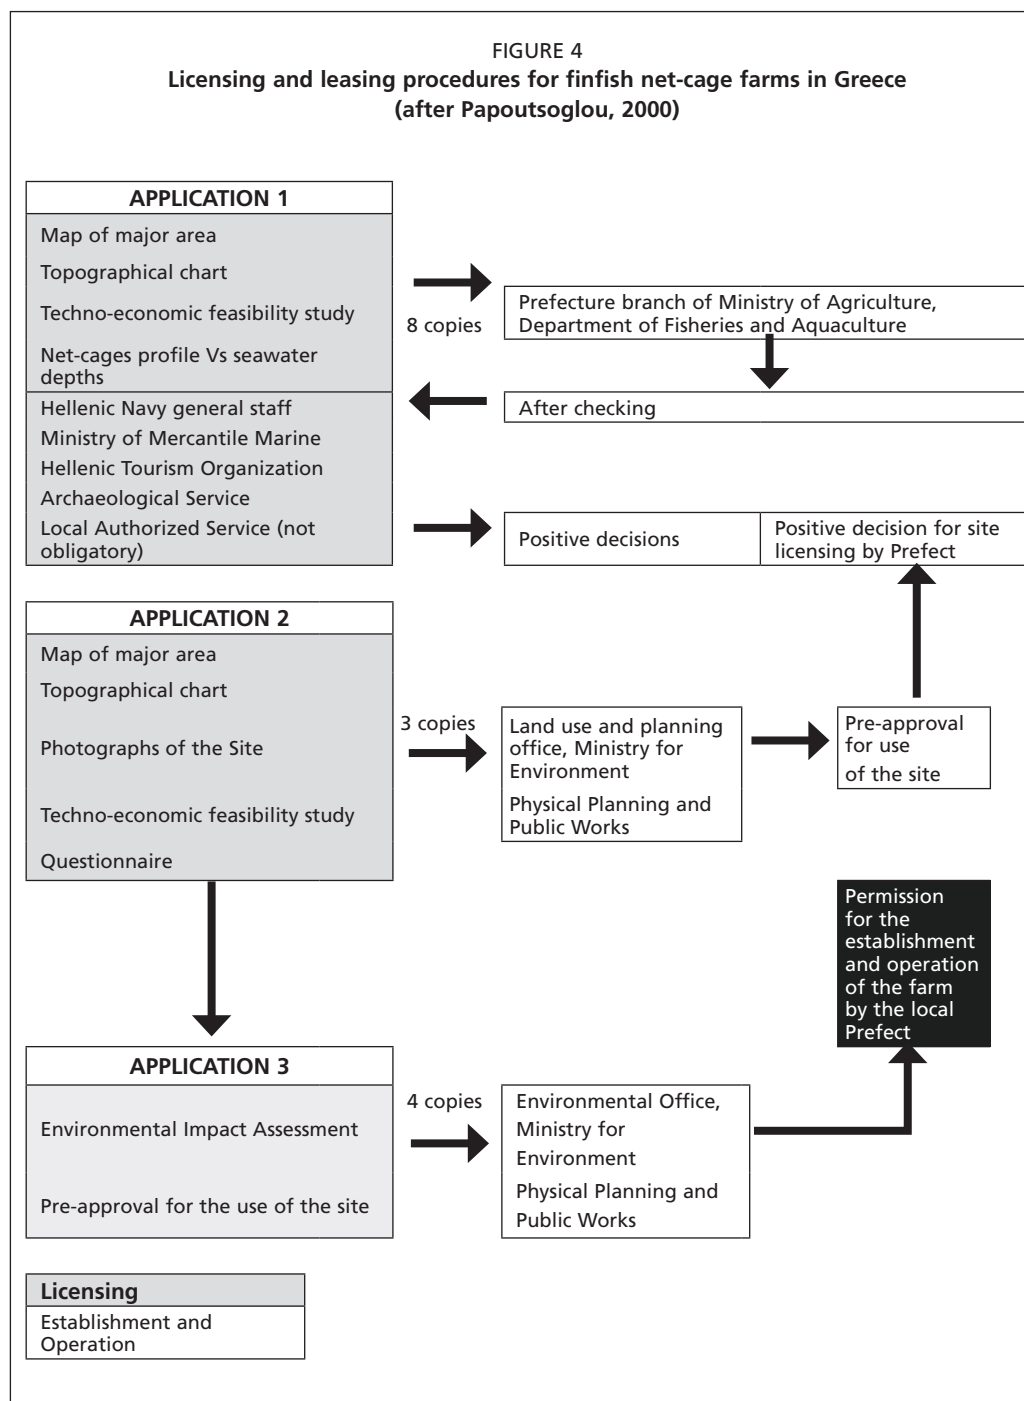 FIGURE 4
Licensing and leasing procedures for finfish net-cage farms in Greece
(after Papoutsoglou, 2000)
APPLICATION 1
Map of major area
Topographical chart
Techno-economic feasibility study
Net-cages profile Vs seawater
depths
8 copies
Prefecture branch of Ministry of Agriculture,
Department of Fisheries and Aquaculture
After checking
Hellenic Navy general staff
Ministry of Mercantile Marine
Hellenic Tourism Organization
Archaeological Service
Local Authorized Service (not
obligatory)
Positive decisions
Positive decision for site
licensing by Prefect
APPLICATION 2
Map of major area
Topographical chart
Photographs of the Site
Techno-economic feasibility study
Questionnaire
3 copies
Land use and planning
office, Ministry for
Environment
Physical Planning and
Public Works
Pre-approval
for use
of the site
Permission
for the
establishment
and operation
of the farm
by the local
Prefect
APPLICATION 3
Environmental Impact Assessment
Pre-approval for the use of the site
4 copies
Environmental Office,
Ministry for
Environment
Physical Planning and
Public Works
Licensing
Establishment and
Operation